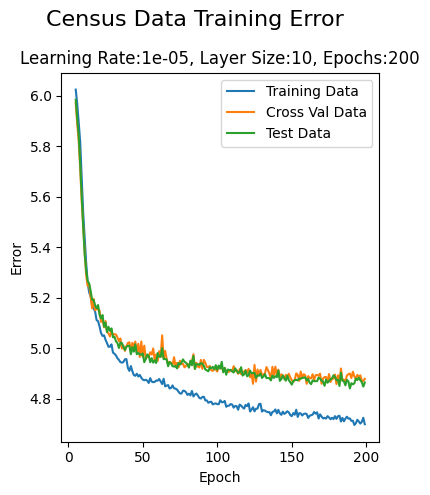 Census Data Training Error
Learning Rate:1e-05, Layer Size:10, Epochs:200
Training Data
Cross Val Data
Test Data
6.0
5.8
5.6
5.4
5.2
5.0
4.8
Error
0 50 100 150 200
Epoch